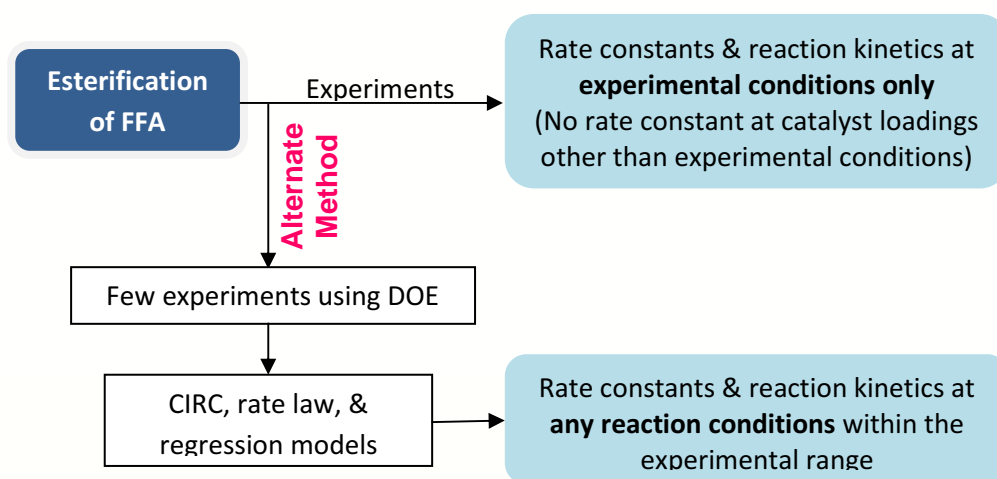 Esterification
of FFA
Experiments
Rate constants & reaction kinetics at
experimental conditions only
(No rate constant at catalyst loadings
other than experimental conditions)
Alternate
Method
Few experiments using DOE
CIRC, rate law, &
regression models
Rate constants & reaction kinetics at
any reaction conditions within the
experimental range